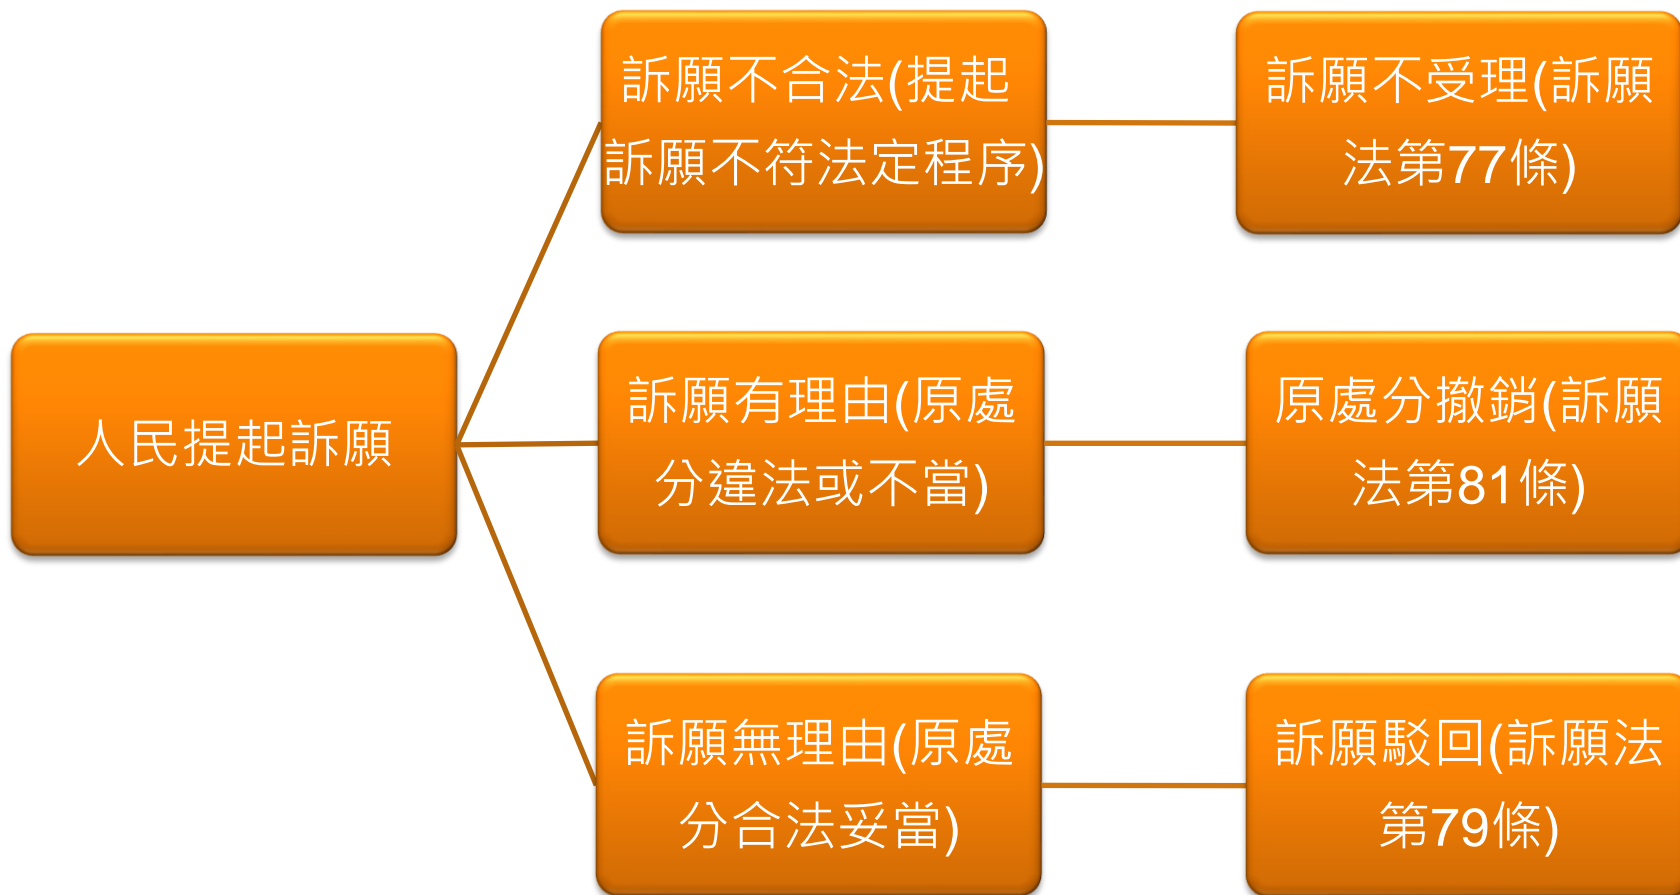 訴願不合法(提起
訴願不符法定程序)
訴願不受理(訴願
法第77條)
人民提起訴願
訴願有理由(原處
分違法或不當)
原處分撤銷(訴願
法第81條)
訴願無理由(原處
分合法妥當)
訴願駁回(訴願法
第79條)